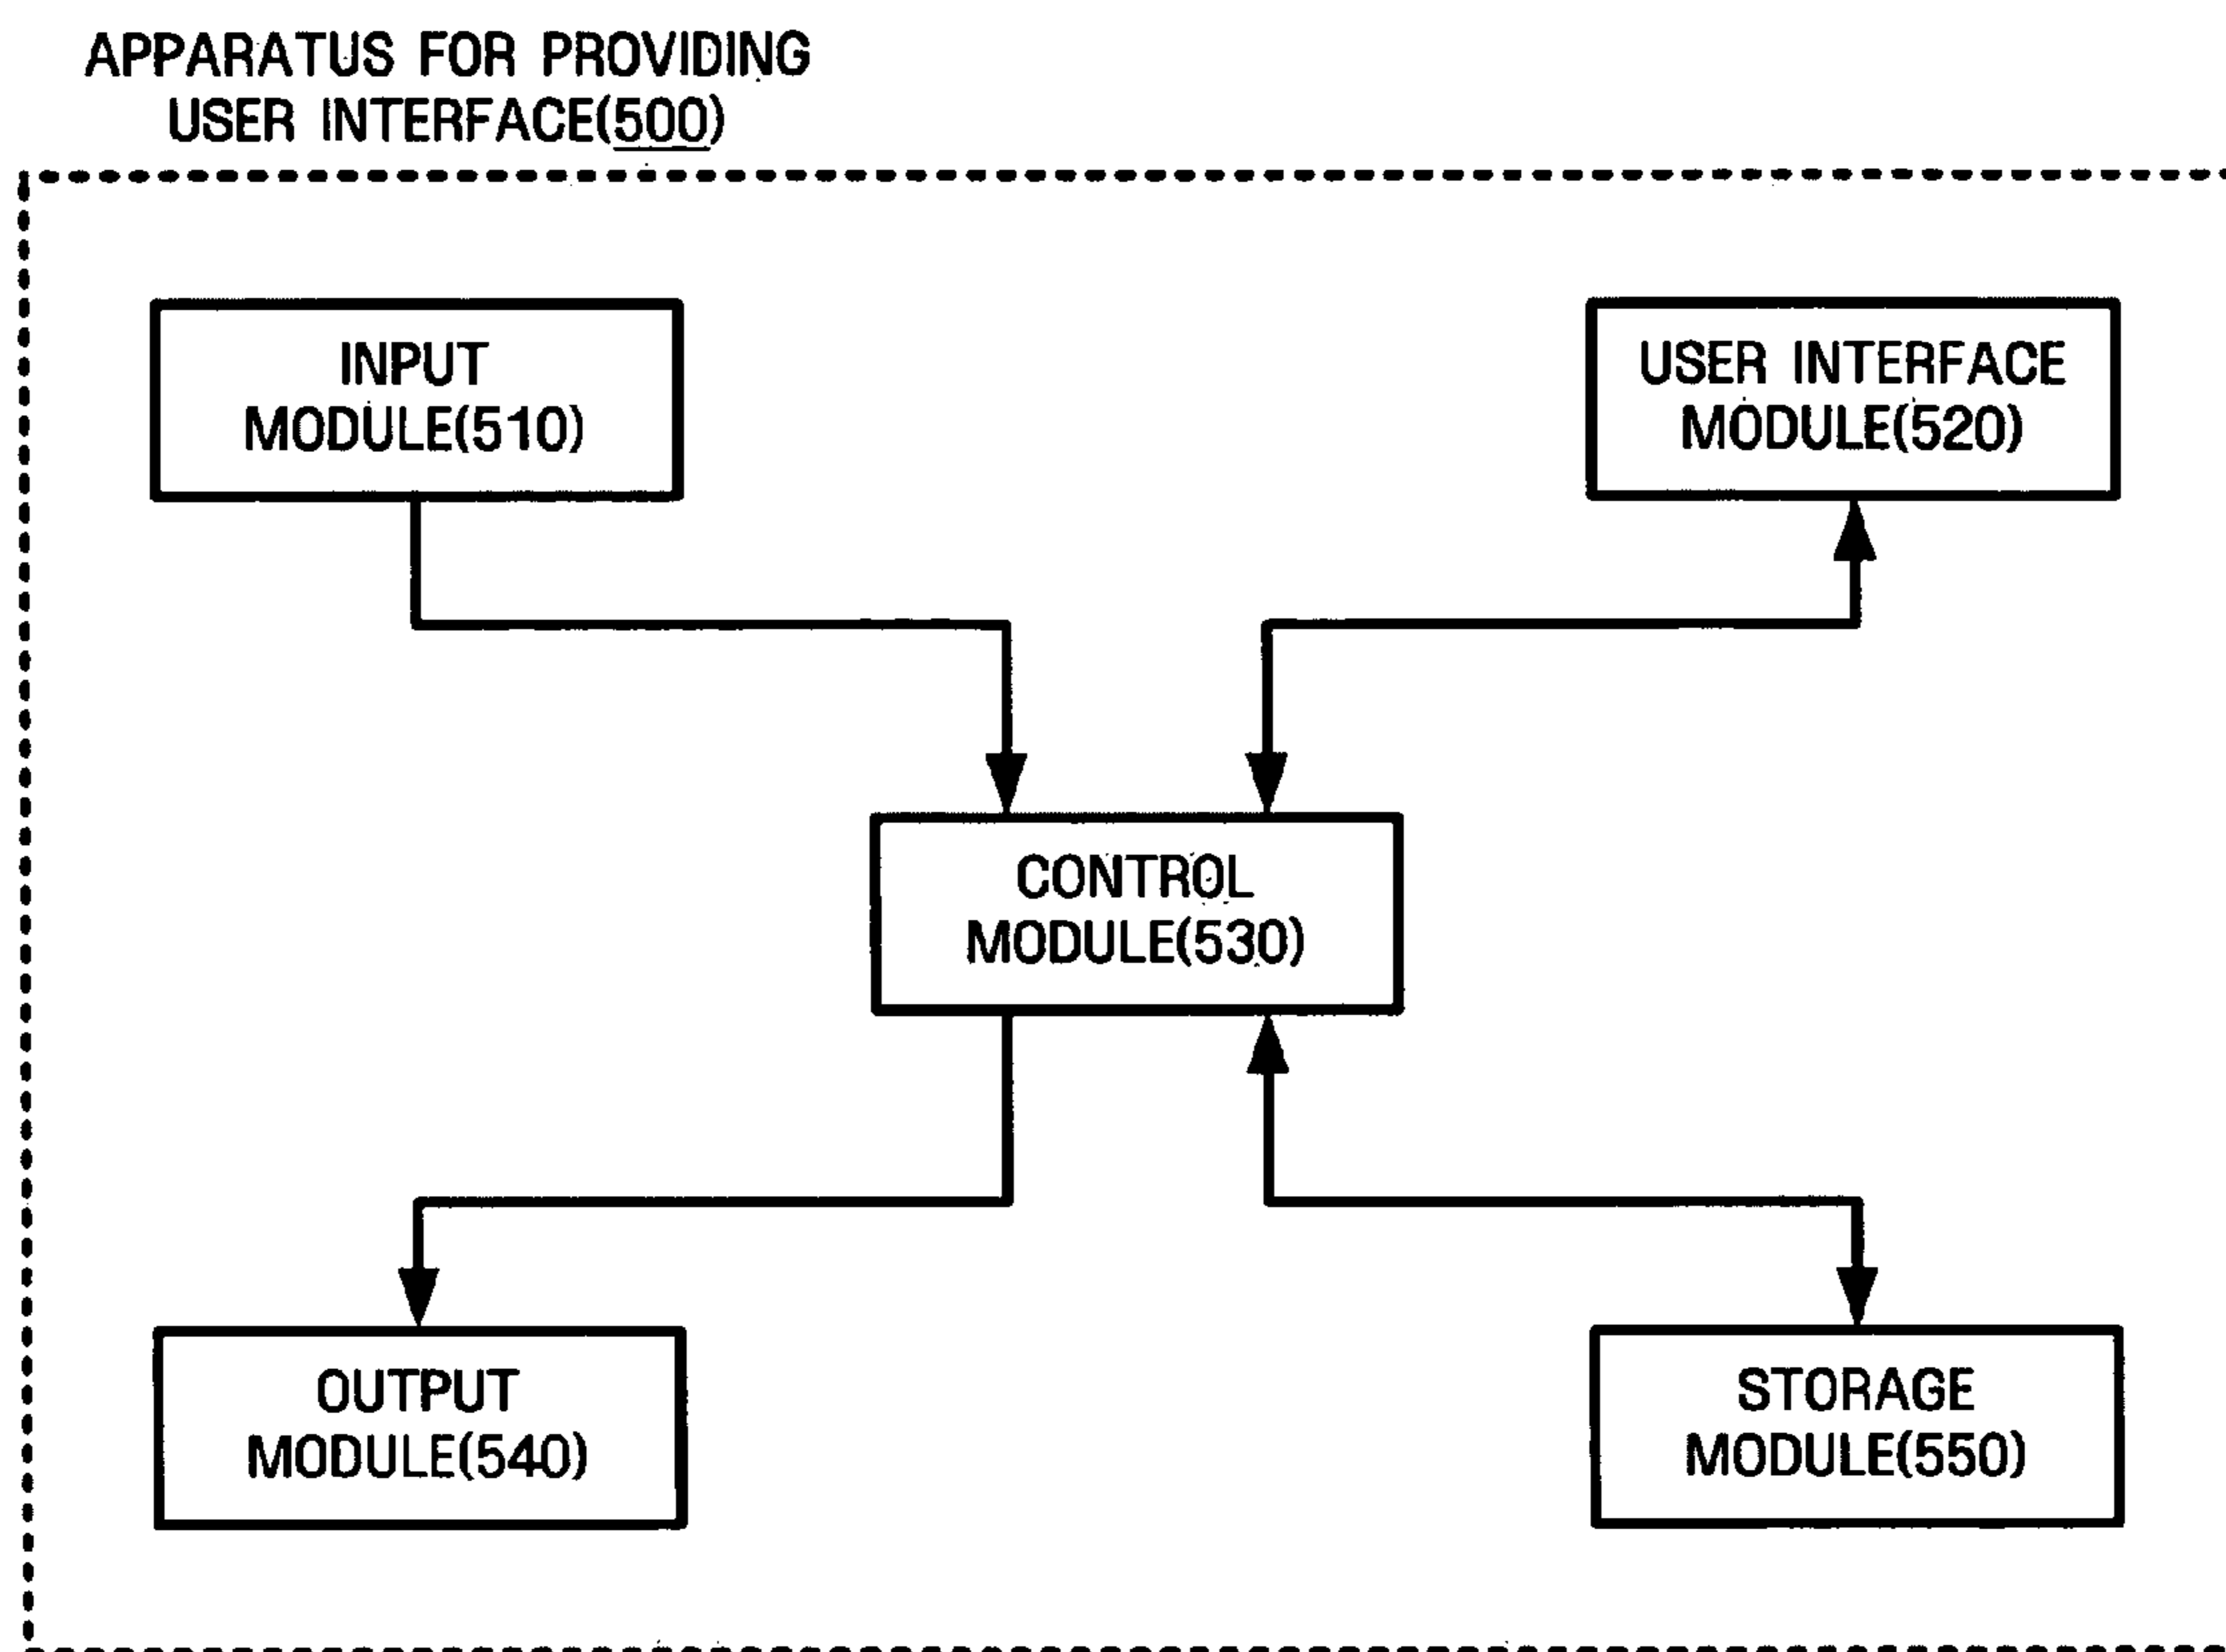 APPARATUS FOR PROVIDING
USER INTERFACE(500)
INPUT
MODULE(510)
USER INTERFACE
MODULE(520)
CONTROL
MODULE(530)
OUTPUT
MODULE(540)
STORAGE
MODULE(550)